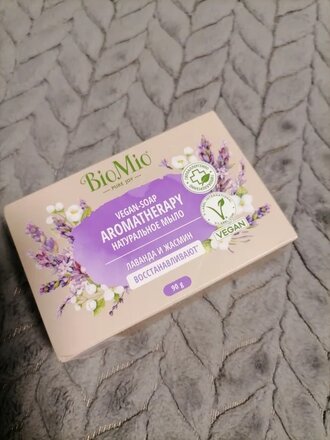 BioMio®
PURE JOY
VEGAN-SOAP
AROMATHERAPY
НАТУРАЛЬНОЕ МЫЛО
ЛАВАНДА И ЖАСМИН
ВОССТАНАВЛИВАЮТ
90 g
VEGAN